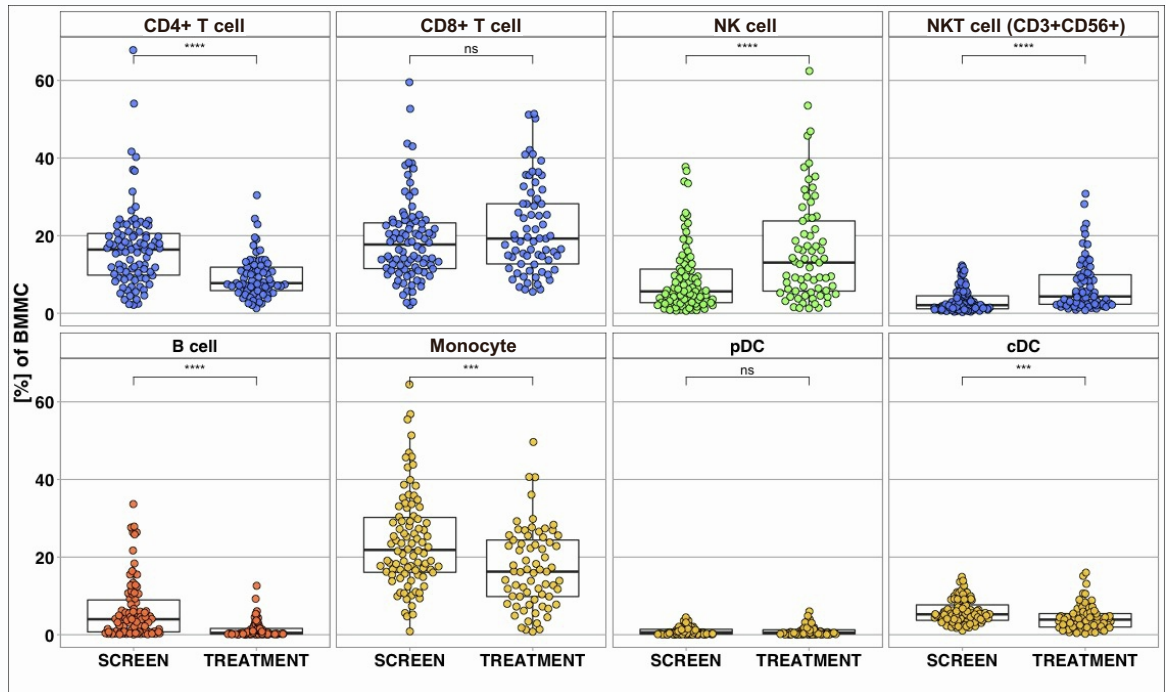 CD4+ T cell
CD8+ T cell
NK cell
NKT cell (CD3+CD56+)
****
ns
****
****
60
40
20
0
[%] of BMMC
B cell
Monocyte
pDC
cDC
****
***
ns
***
60
40
20
0
SCREEN TREATMENT
SCREEN TREATMENT
SCREEN TREATMENT
SCREEN TREATMENT